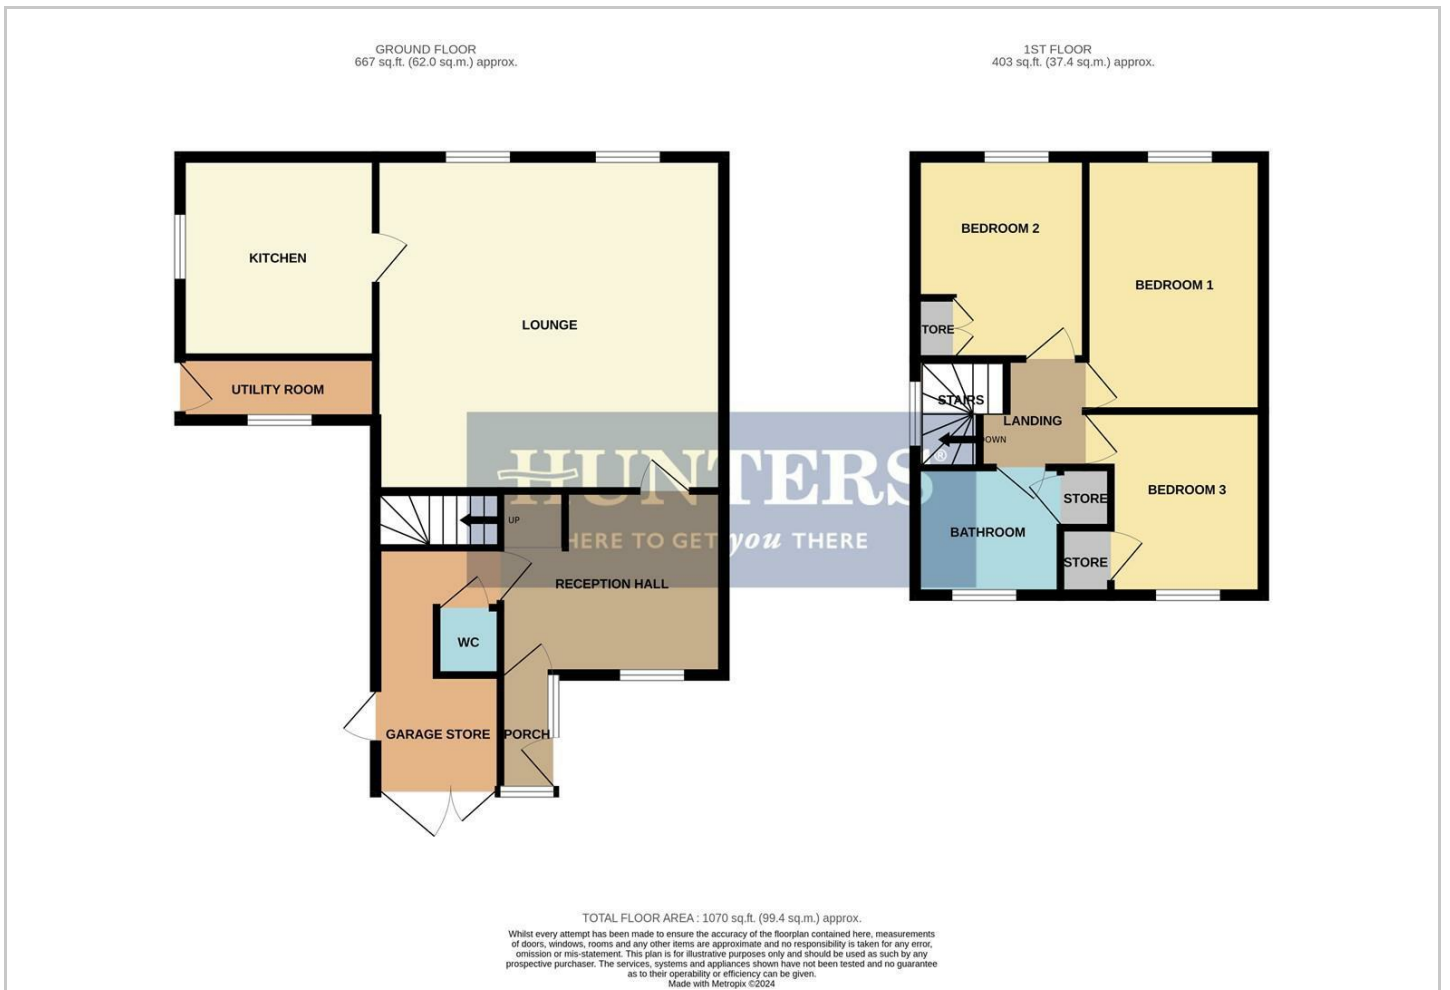 GROUND FLOOR
667 sq.ft. (62.0 sq.m.) approx.
1ST FLOOR
403 sq.ft. (37.4 sq.m.) approx.
KITCHEN
LOUNGE
UTILITY ROOM
UP
RECEPTION HALL
WC
GARAGE STORE
PORCH
BEDROOM 2
BEDROOM 1
TORE
STAIRS
LANDING
DOWN
STORE
BEDROOM 3
BATHROOM
STORE
HUNTERS®
HERE TO GET you THERE
TOTAL FLOOR AREA : 1070 sq.ft. (99.4 sq.m.) approx.
Whilst every attempt has been made to ensure the accuracy of the floorplan contained here, measurements
of doors, windows, rooms and any other items are approximate and no responsibility is taken for any error,
omission or mis-statement. This plan is for illustrative purposes only and should be used as such by any
prospective purchaser. The services, systems and appliances shown have not been tested and no guarantee
as to their operability or efficiency can be given.
Made with Metropix ©2024